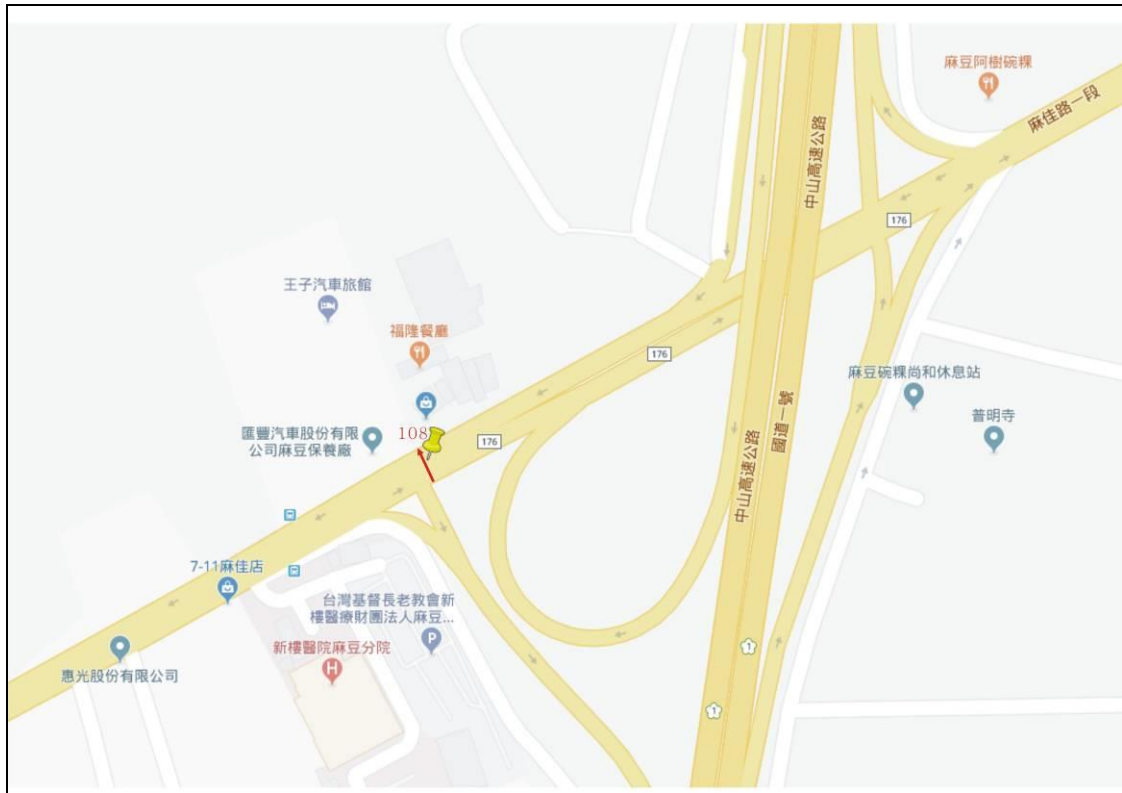 麻豆阿樹碗粿
麻佳路一段
中山高速公路
176
王子汽車旅館
福隆餐廳
176
麻豆碗粿尚和休息站
國道一號
普明寺
108
匯豐汽車股份有限
公司麻豆保養廠
176
中山高速公路
7-11麻佳店
台灣基督長老教會新
樓醫療財團法人麻豆...
P
新樓醫院麻豆分院
H
惠光股份有限公司
1
1